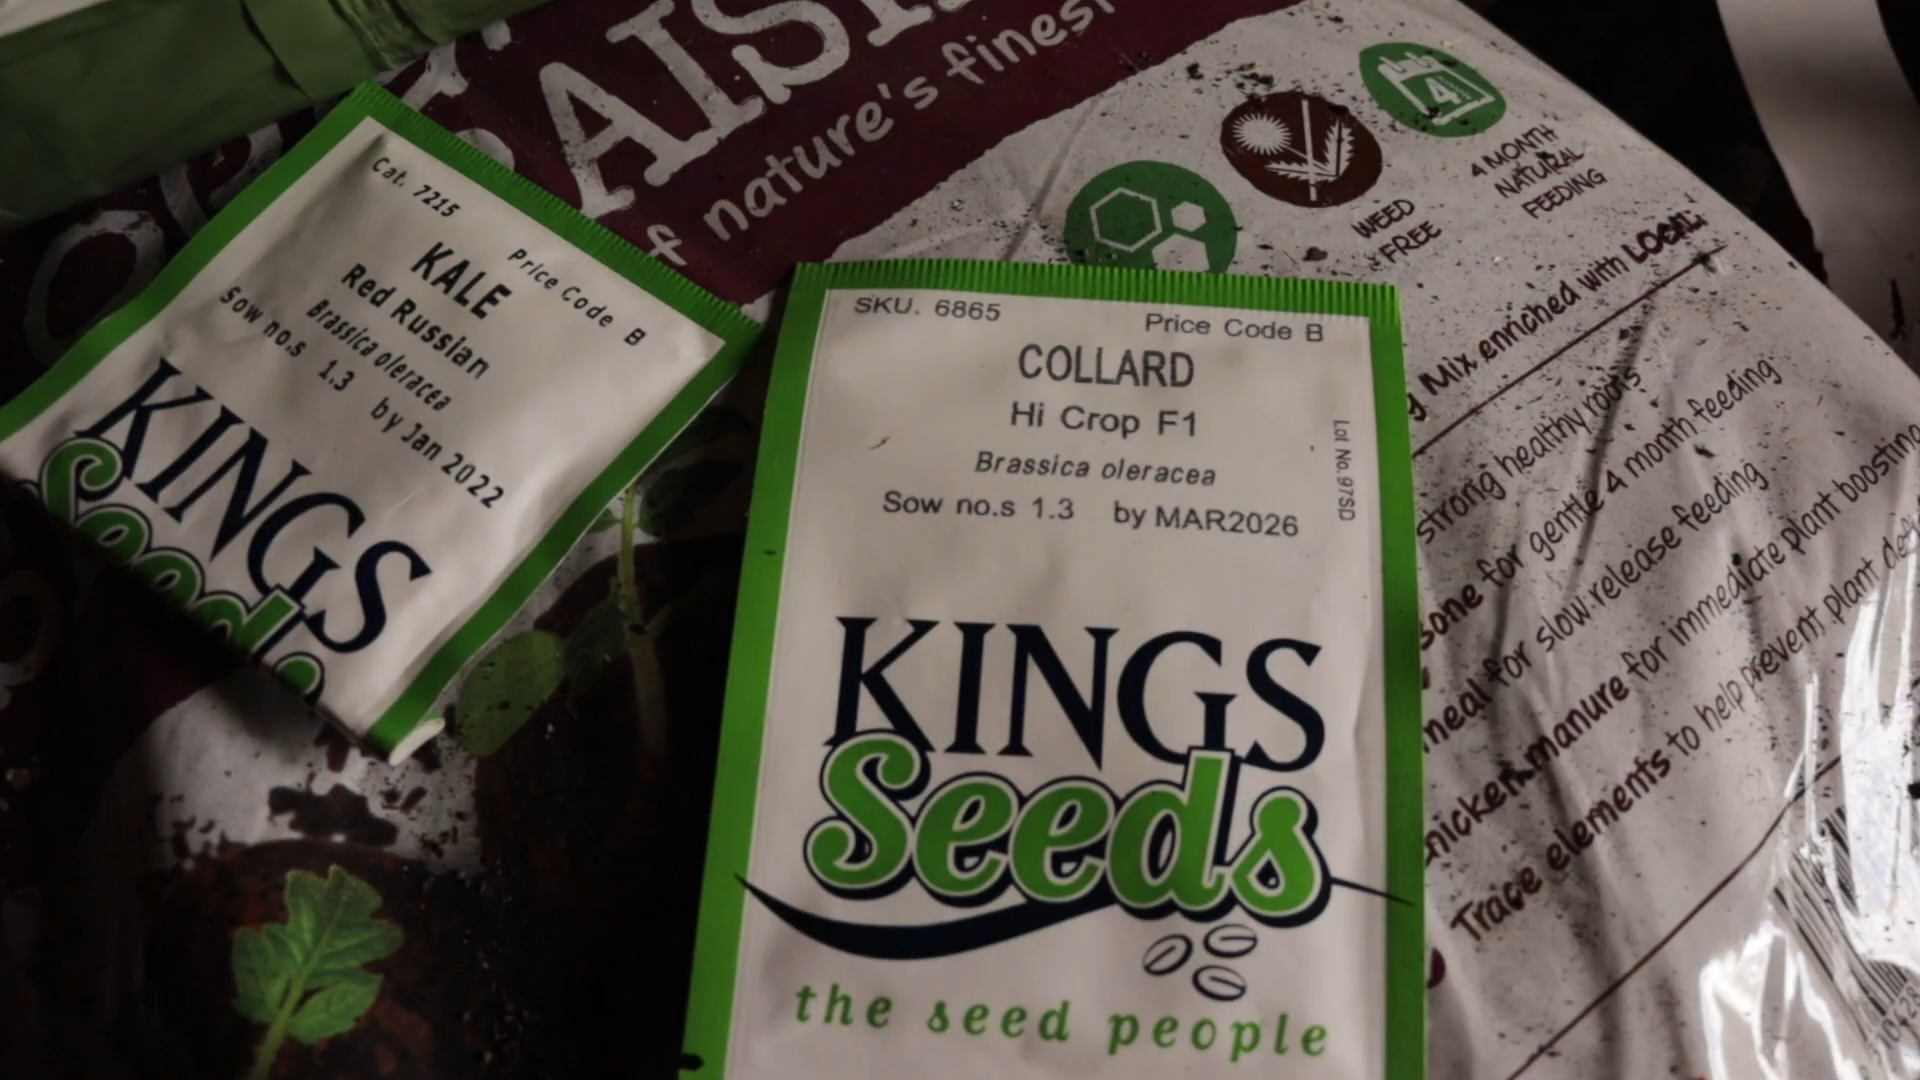 AIS
f nature's finest
4
4 MONTH
NATURAL
FEEDING
WEED
FREE
Mix enriched with LOCAL
strong healthy roots
for gentle 4 month feeding
meal for slow release feeding
manure for immediate plant boosting
Trace elements to help prevent plant
Cat. 7215
Price Code B
KALE
Red Russian
Brassica oleracea
Sow no.s 1.3 by Jan 2022
KINGS
Seeds
SKU. 6865 Price Code B
COLLARD
Hi Crop F1
Brassica oleracea
Sow no.s 1.3 by MAR2026
Lot No. 97SD
KINGS
Seeds
the seed people